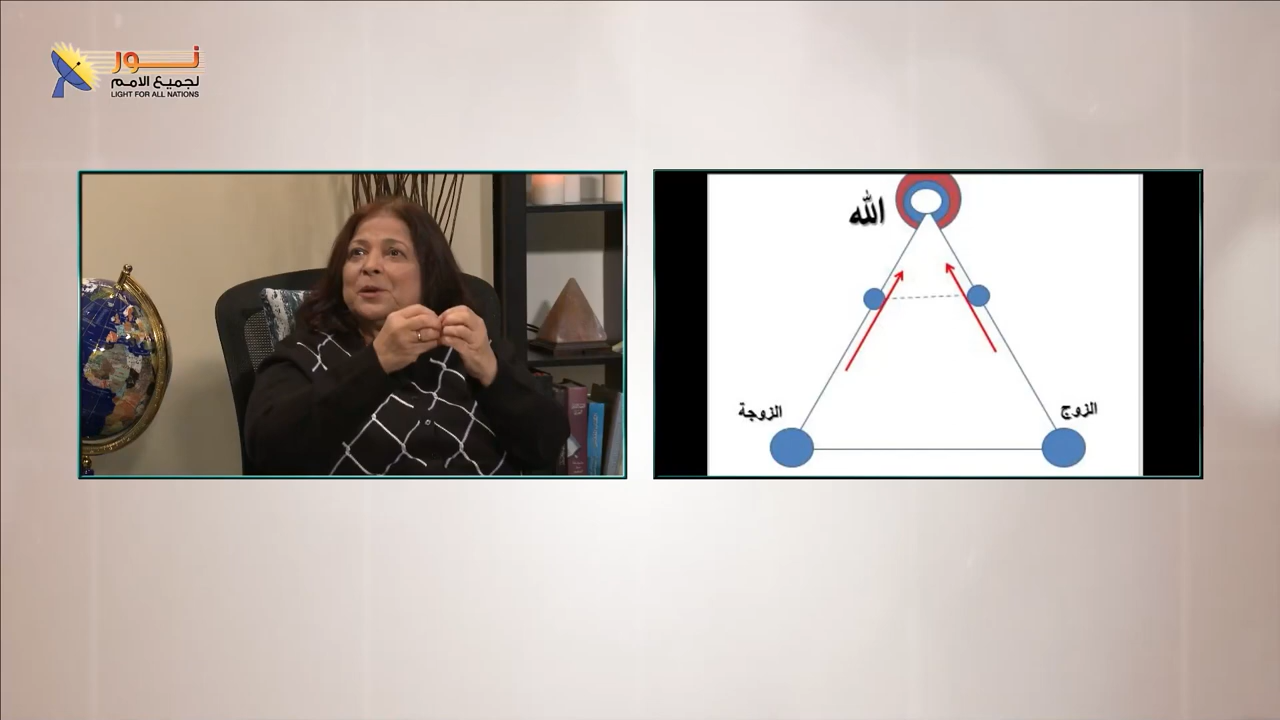 نور
لجميع الامم
LIGHT FOR ALL NATIONS
الله
الزوجة
الزوج